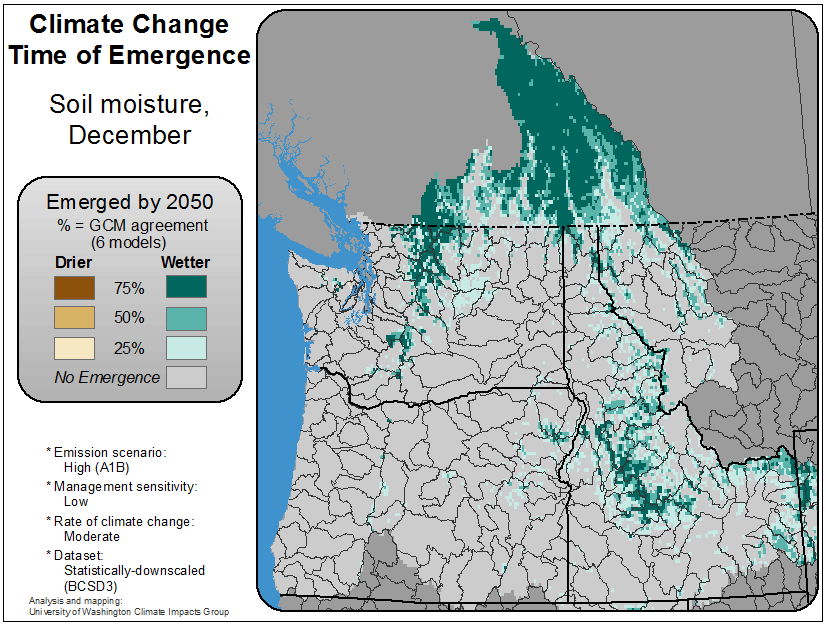 Climate Change
Time of Emergence
Soil moisture,
December
Emerged by 2050
% = GCM agreement
(6 models)
Drier Wetter
75%
50%
25%
No Emergence
* Emission scenario:
High (A1B)
* Management sensitivity:
Low
* Rate of climate change:
Moderate
* Dataset:
Statistically-downscaled
(BCSD3)
Analysis and mapping:
University of Washington Climate Impacts Group